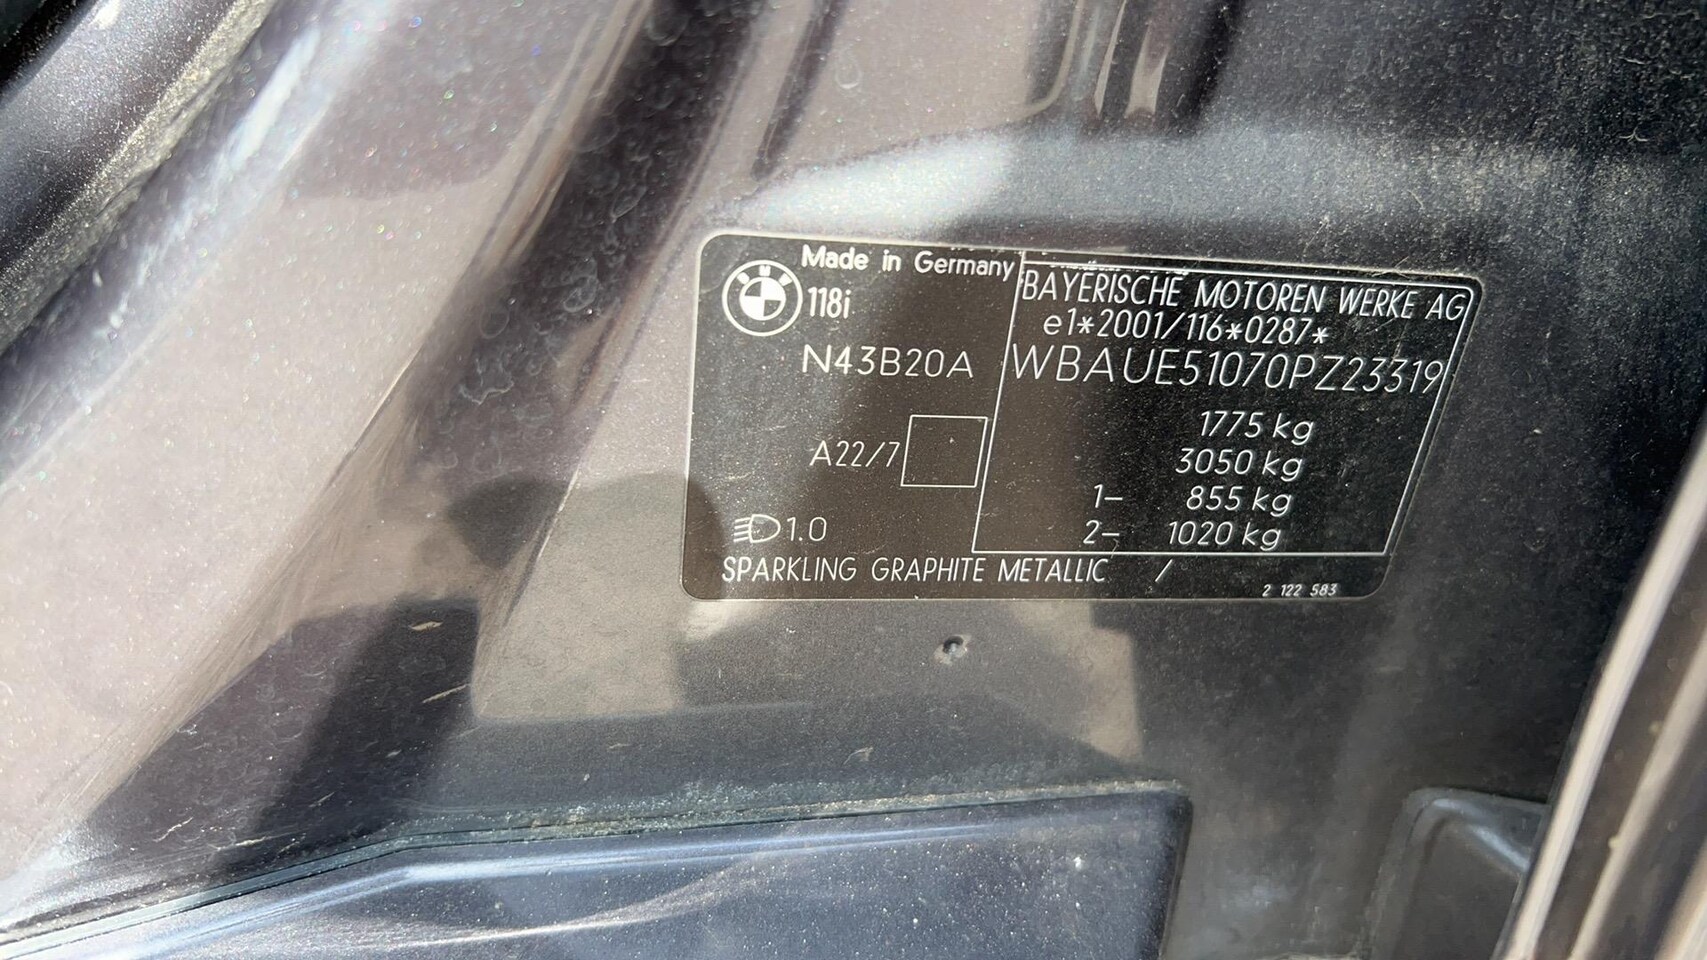 BMW
Made in Germany
118i
N43B20A
A22/7
1.0
SPARKLING GRAPHITE METALLIC /
BAYERISCHE MOTOREN WERKE AG
e1*2001/116*0287*
WBAUE51070PZ23319
1775 kg
3050 kg
1- 855 kg
2- 1020 kg
2 122 583